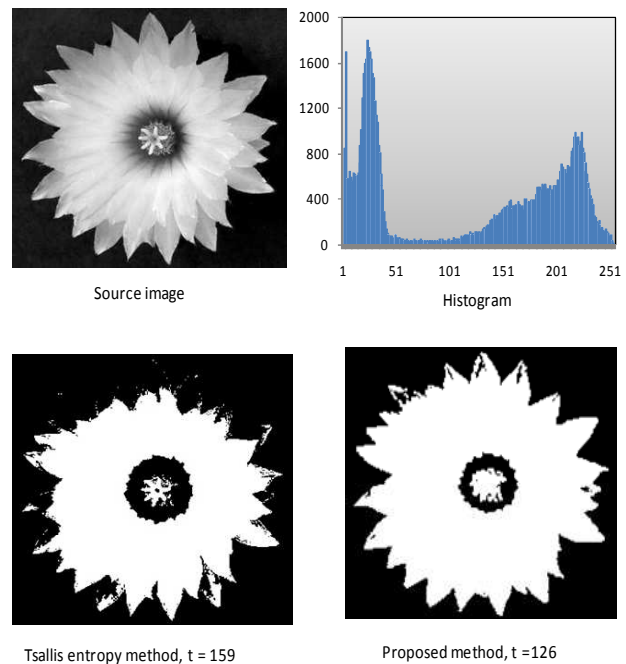 2000
1600
1200
800
400
0
1 51 101 151 201 251
Source image
Histogram
Tsallis entropy method, t = 159
Proposed method, t =126